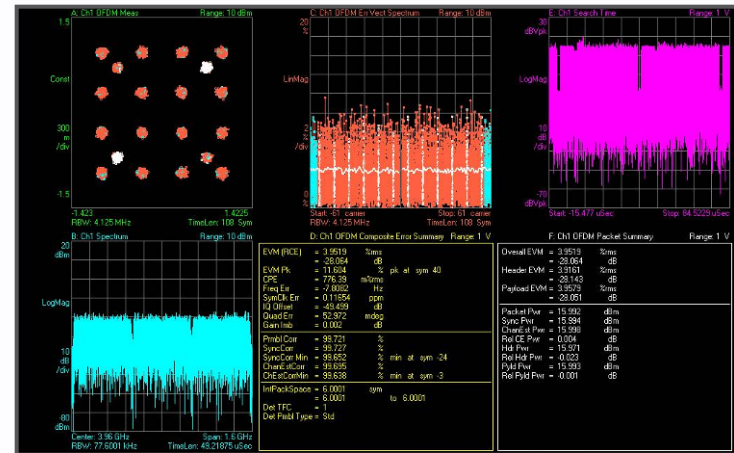 A: Ch1 OFDM Meas Range: 10 dBm
1.5
Const
300
m
/div
-1.5
-1.423 1.4225
RBW: 4.125 MHz TimeLen: 108 Sym
C: Ch1 OFDM Err Vect Spectrum Range: 10 dBm
20
%
LinMag
2
%
/div
0
%
Start: -61 carrier Stop: 61 carrier
RBW: 4.125 MHz TimeLen: 108 Sym
E: Ch1 Search Time Range: 1 V
30
dBVpk
LogMag
10
dB
/div
-70
dBVpk
Start: -15.477 uSec Stop: 84.5229 uSec
B: Ch1 Spectrum Range: 10 dBm
20
dBm
LogMag
10
dB
/div
-80
dBm
Center: 3.96 GHz Span: 1.6 GHz
RBW: 77.6001 kHz TimeLen: 49.21875 uSec
D: Ch1 OFDM Composite Error Summary Range: 1 V
EVM (RCE) = 3.9519 %rms
= -28.064 dB
EVM Pk = 11.604 % pk at sym 40
CPE = 776.39 m%rms
Freq Err = -7.8082 Hz
SymClk Err = 0.11654 ppm
IQ Offset = -49.499 dB
Quad Err = 52.972 mdeg
Gain Imb = 0.002 dB
Prmbl Corr = 99.721 %
SyncCorr = 99.727 %
SyncCorr Min = 99.652 % min at sym -24
ChanEstCorr = 99.695 %
ChEstCorrMin = 99.638 % min at sym -3
IntPackSpace = 6.0001 sym
= 6.0001 to 6.0001
Det TFC = 1
Det Pmbl Type = Std
F: Ch1 OFDM Packet Summary Range: 1 V
Overall EVM = 3.9519 %rms
= -28.064 dB
Header EVM = 3.9161 %rms
= -28.143 dB
Payload EVM = 3.9579 %rms
= -28.051 dB
Packet Pwr = 15.992 dBm
Sync Pwr = 15.994 dBm
ChanEst Pwr = 15.998 dBm
Rel CE Pwr = 0.004 dB
Hdr Pwr = 15.971 dBm
Rel Hdr Pwr = -0.023 dB
Pyld Pwr = 15.993 dBm
Rel Pyld Pwr = -0.001 dB